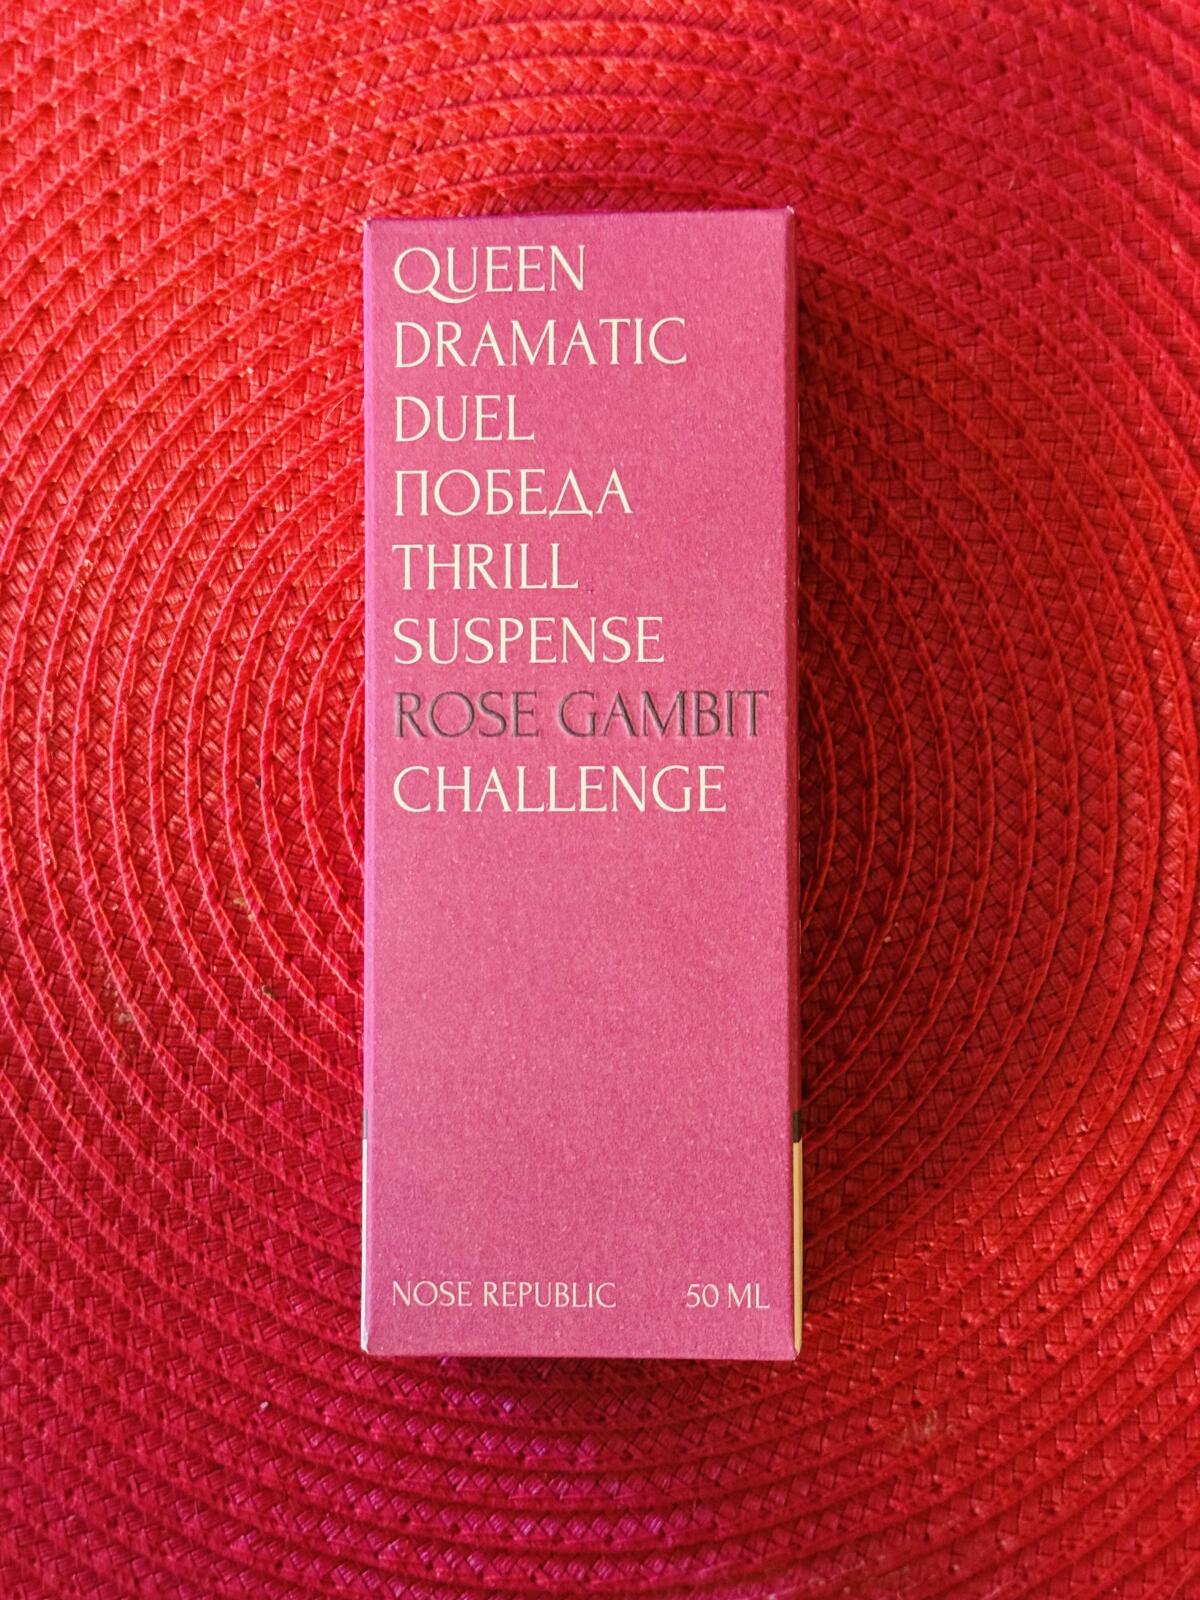 QUEEN
DRAMATIC
DUEL
ПОБЕДА
THRILL
SUSPENSE
ROSE GAMBIT
CHALLENGE
NOSE REPUBLIC 50 ML